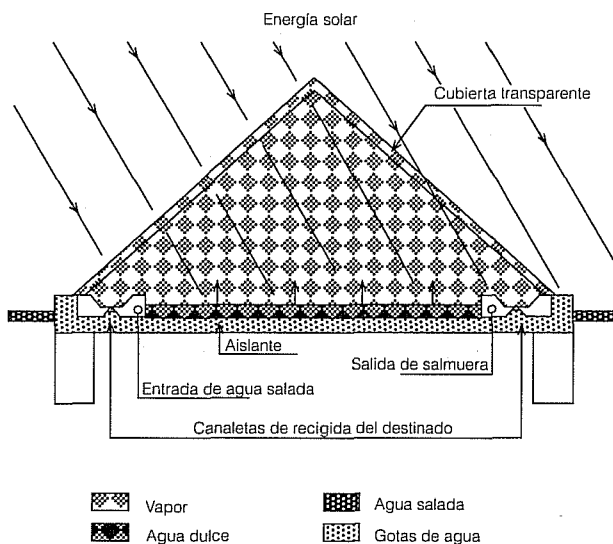 Energía solar
Cubierta transparente
Aislante
Salida de salmuera
Entrada de agua salada
Canaletas de recigida del destinado
Vapor
Agua salada
Agua dulce
Gotas de agua